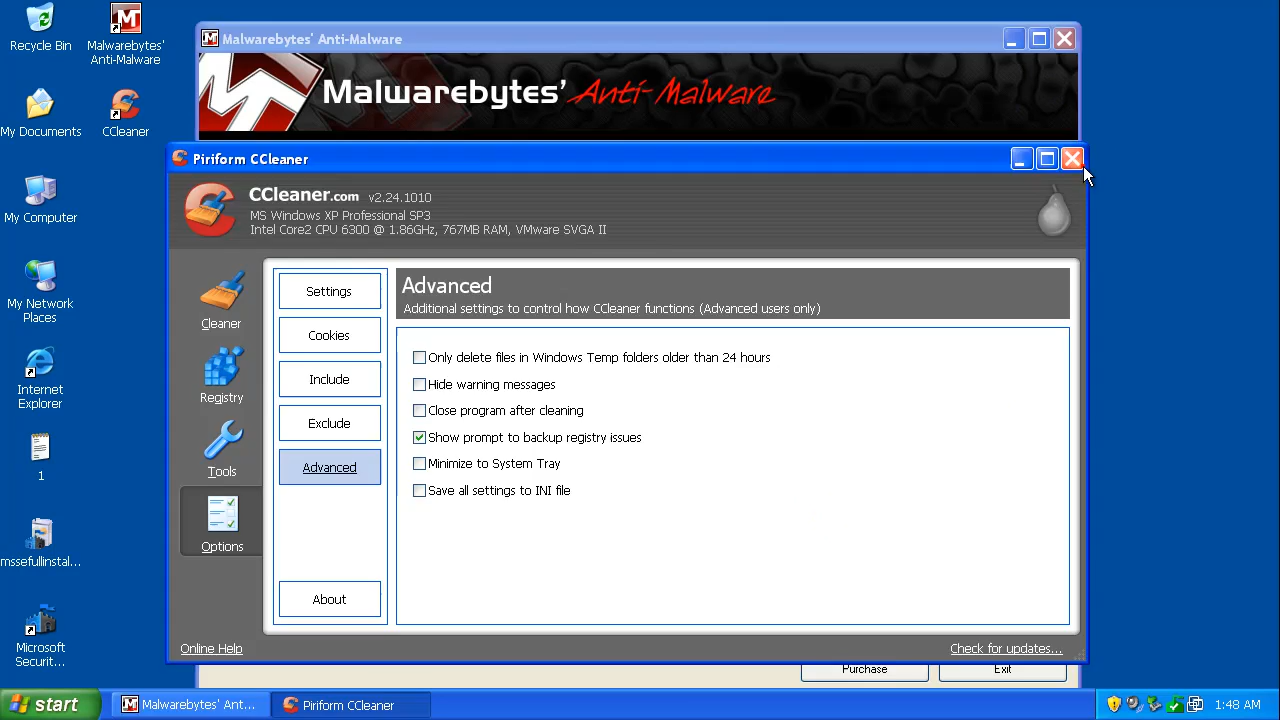 Recycle Bin
Malwarebytes'
Anti-Malware
My Documents
CCleaner
My Computer
My Network
Places
Internet
Explorer
1
mssefullinstal...
Microsoft
Securit...
Malwarebytes' Anti-Malware
Malwarebytes' Anti-Malware
Piriform CCleaner
CCleaner.com v2.24.1010
MS Windows XP Professional SP3
Intel Core2 CPU 6300 @ 1.86GHz, 767MB RAM, VMware SVGA II
Cleaner
Registry
Tools
Options
Settings
Cookies
Include
Exclude
Advanced
About
Advanced
Additional settings to control how CCleaner functions (Advanced users only)
Only delete files in Windows Temp folders older than 24 hours
Hide warning messages
Close program after cleaning
Show prompt to backup registry issues
Minimize to System Tray
Save all settings to INI file
Online Help
Check for updates...
Purchase
Exit
start
Malwarebytes' Ant...
Piriform CCleaner
1:48 AM